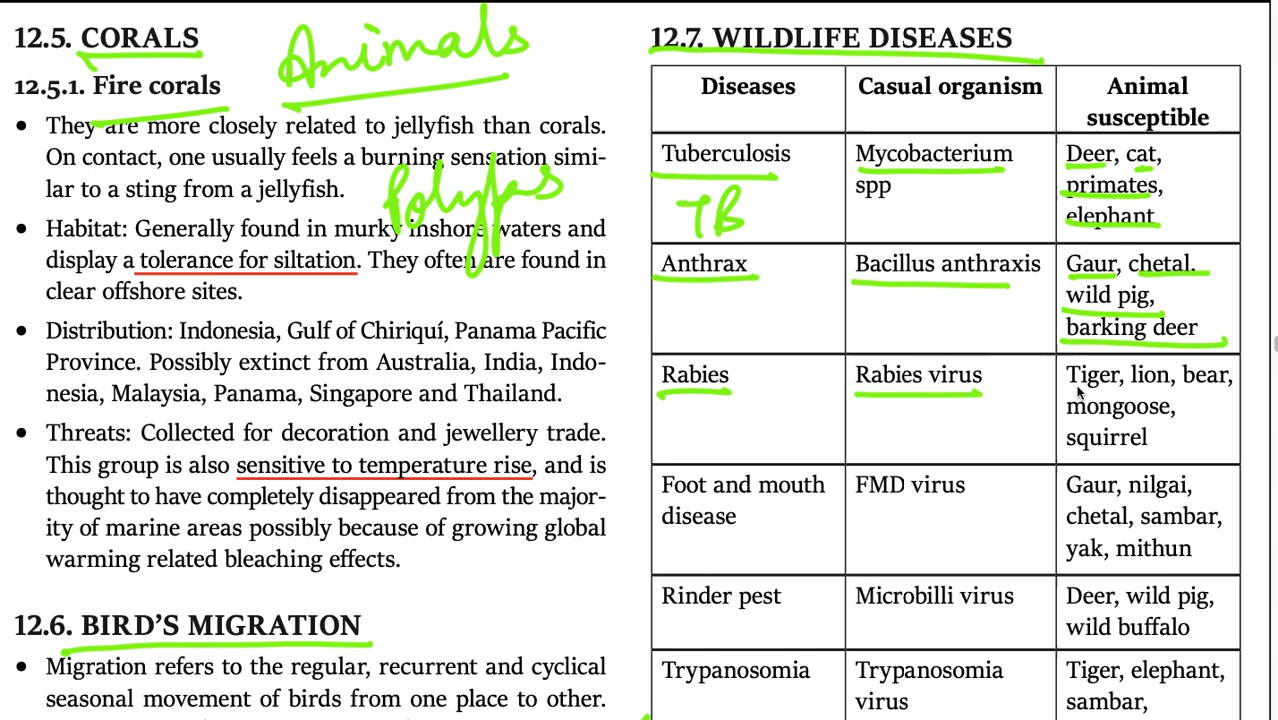 12.5. CORALS
Animals
12.5.1. Fire corals
• They are more closely related to jellyfish than corals.
On contact, one usually feels a burning sensation simi-
lar to a sting from a jellyfish.
Polyps
• Habitat: Generally found in murky inshore waters and
display a tolerance for siltation. They often are found in
clear offshore sites.
• Distribution: Indonesia, Gulf of Chiriquí, Panama Pacific
Province. Possibly extinct from Australia, India, Indo-
nesia, Malaysia, Panama, Singapore and Thailand.
• Threats: Collected for decoration and jewellery trade.
This group is also sensitive to temperature rise, and is
thought to have completely disappeared from the major-
ity of marine areas possibly because of growing global
warming related bleaching effects.
12.6. BIRD'S MIGRATION
• Migration refers to the regular, recurrent and cyclical
seasonal movement of birds from one place to other.
12.7. WILDLIFE DISEASES
Diseases Casual organism Animal
susceptible
Tuberculosis Mycobacterium Deer, cat,
spp primates,
TB elephant
Anthrax Bacillus anthraxis Gaur, chetal.
wild pig,
barking deer
Rabies Rabies virus Tiger, lion, bear,
mongoose,
squirrel
Foot and mouth FMD virus Gaur, nilgai,
disease chetal, sambar,
yak, mithun
Rinder pest Microbilli virus Deer, wild pig,
wild buffalo
Trypanosomia Trypanosomia Tiger, elephant,
virus sambar,